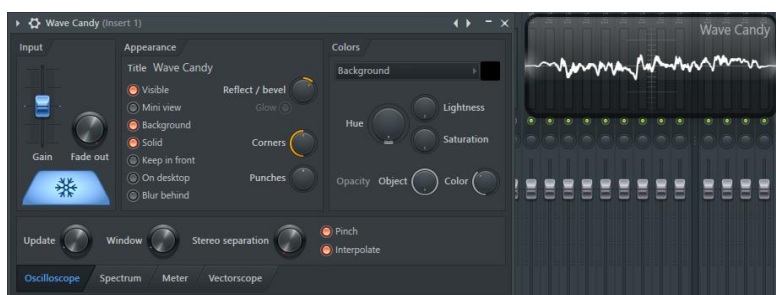 Wave Candy (Insert 1)
Wave Candy
Input
Appearance
Colors
Title Wave Candy
Background
Visible
Reflect / bevel
Mini view
Glow
Background
Solid
Corners
Keep in front
On desktop
Punches
Blur behind
Gain
Fade out
Lightness
Hue
Saturation
Opacity Object Color
Update
Window
Stereo separation
Pinch
Interpolate
Oscilloscope Spectrum Meter Vectorscope